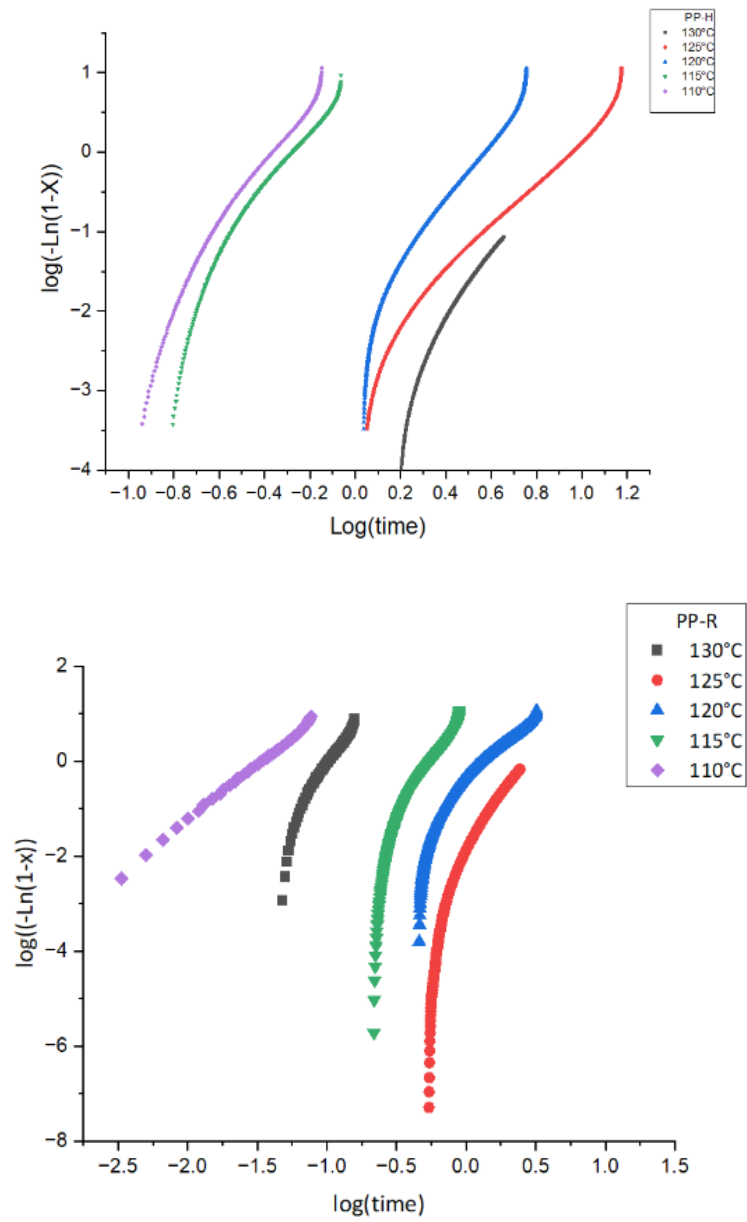 PP-H
130°C
125°C
120°C
115°C
110°C
log(-Ln(1-X))
1
0
−1
−2
−3
−4
−1.0 −0.8 −0.6 −0.4 −0.2 0.0 0.2 0.4 0.6 0.8 1.0 1.2
Log(time)
PP-R
130°C
125°C
120°C
115°C
110°C
log((-Ln(1-x))
2
0
−2
−4
−6
−8
−2.5 −2.0 −1.5 −1.0 −0.5 0.0 0.5 1.0 1.5
log(time)